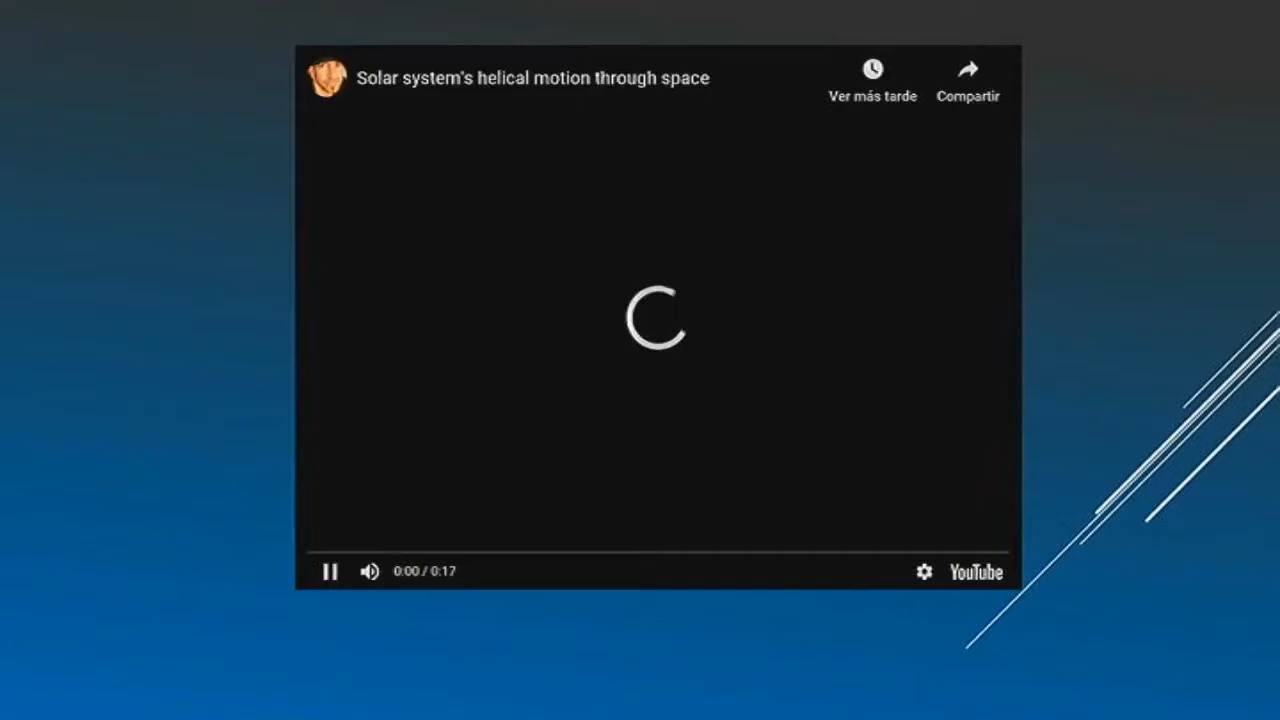 Solar system's helical motion through space
Ver más tarde
Compartir
0:00 / 0:17
YouTube